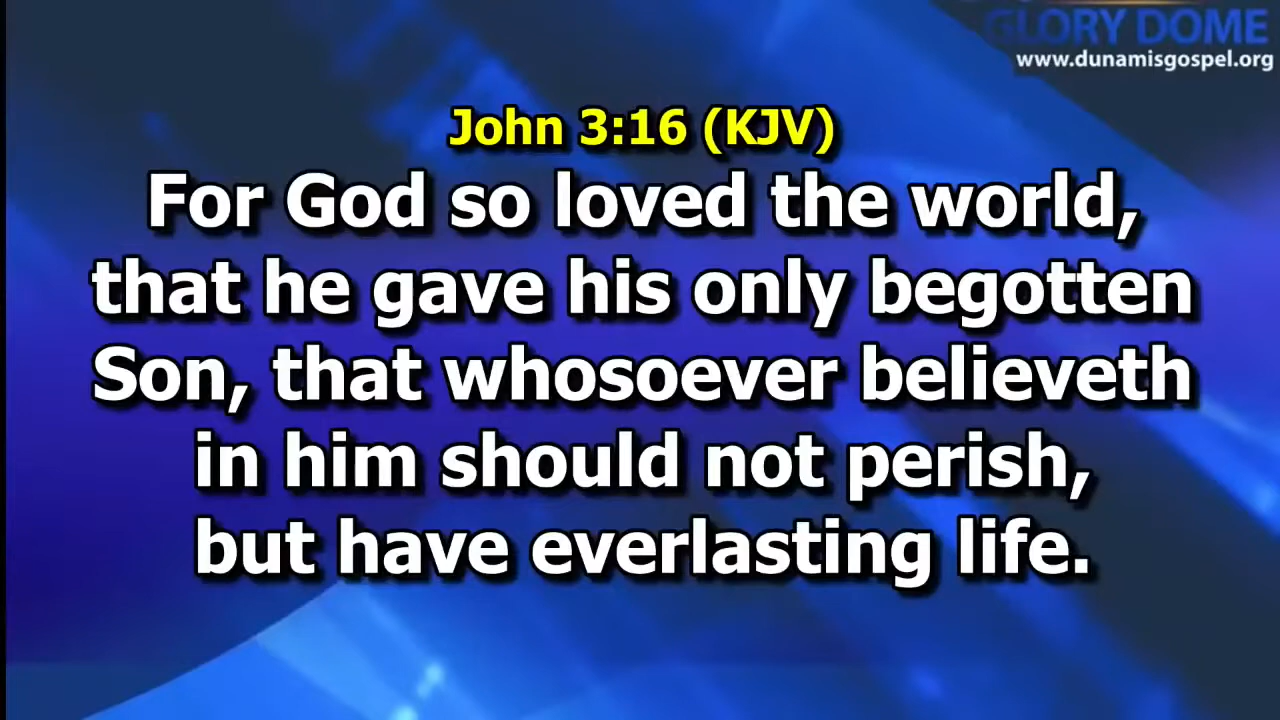 GLORY DOME
www.dunamisgospel.org
John 3:16 (KJV)
For God so loved the world,
that he gave his only begotten
Son, that whosoever believeth
in him should not perish,
but have everlasting life.